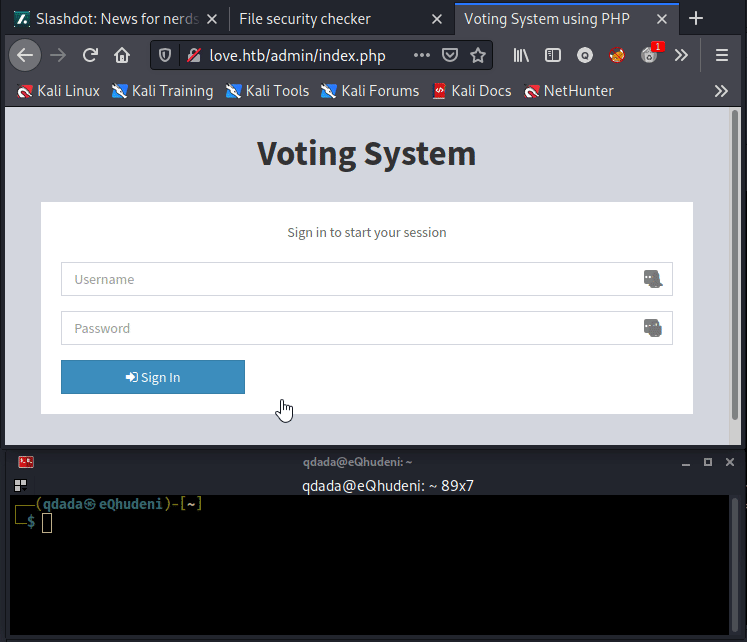 Slashdot: News for nerds
File security checker
Voting System using PHP
love.htb/admin/index.php
1
Kali Linux
Kali Training
Kali Tools
Kali Forums
Kali Docs
NetHunter
Voting System
Sign in to start your session
Username
Password
Sign In
qdada@eQhudeni: ~
qdada@eQhudeni: ~ 89x7
┌──(qdada㉿eQhudeni)-[~]
└─$